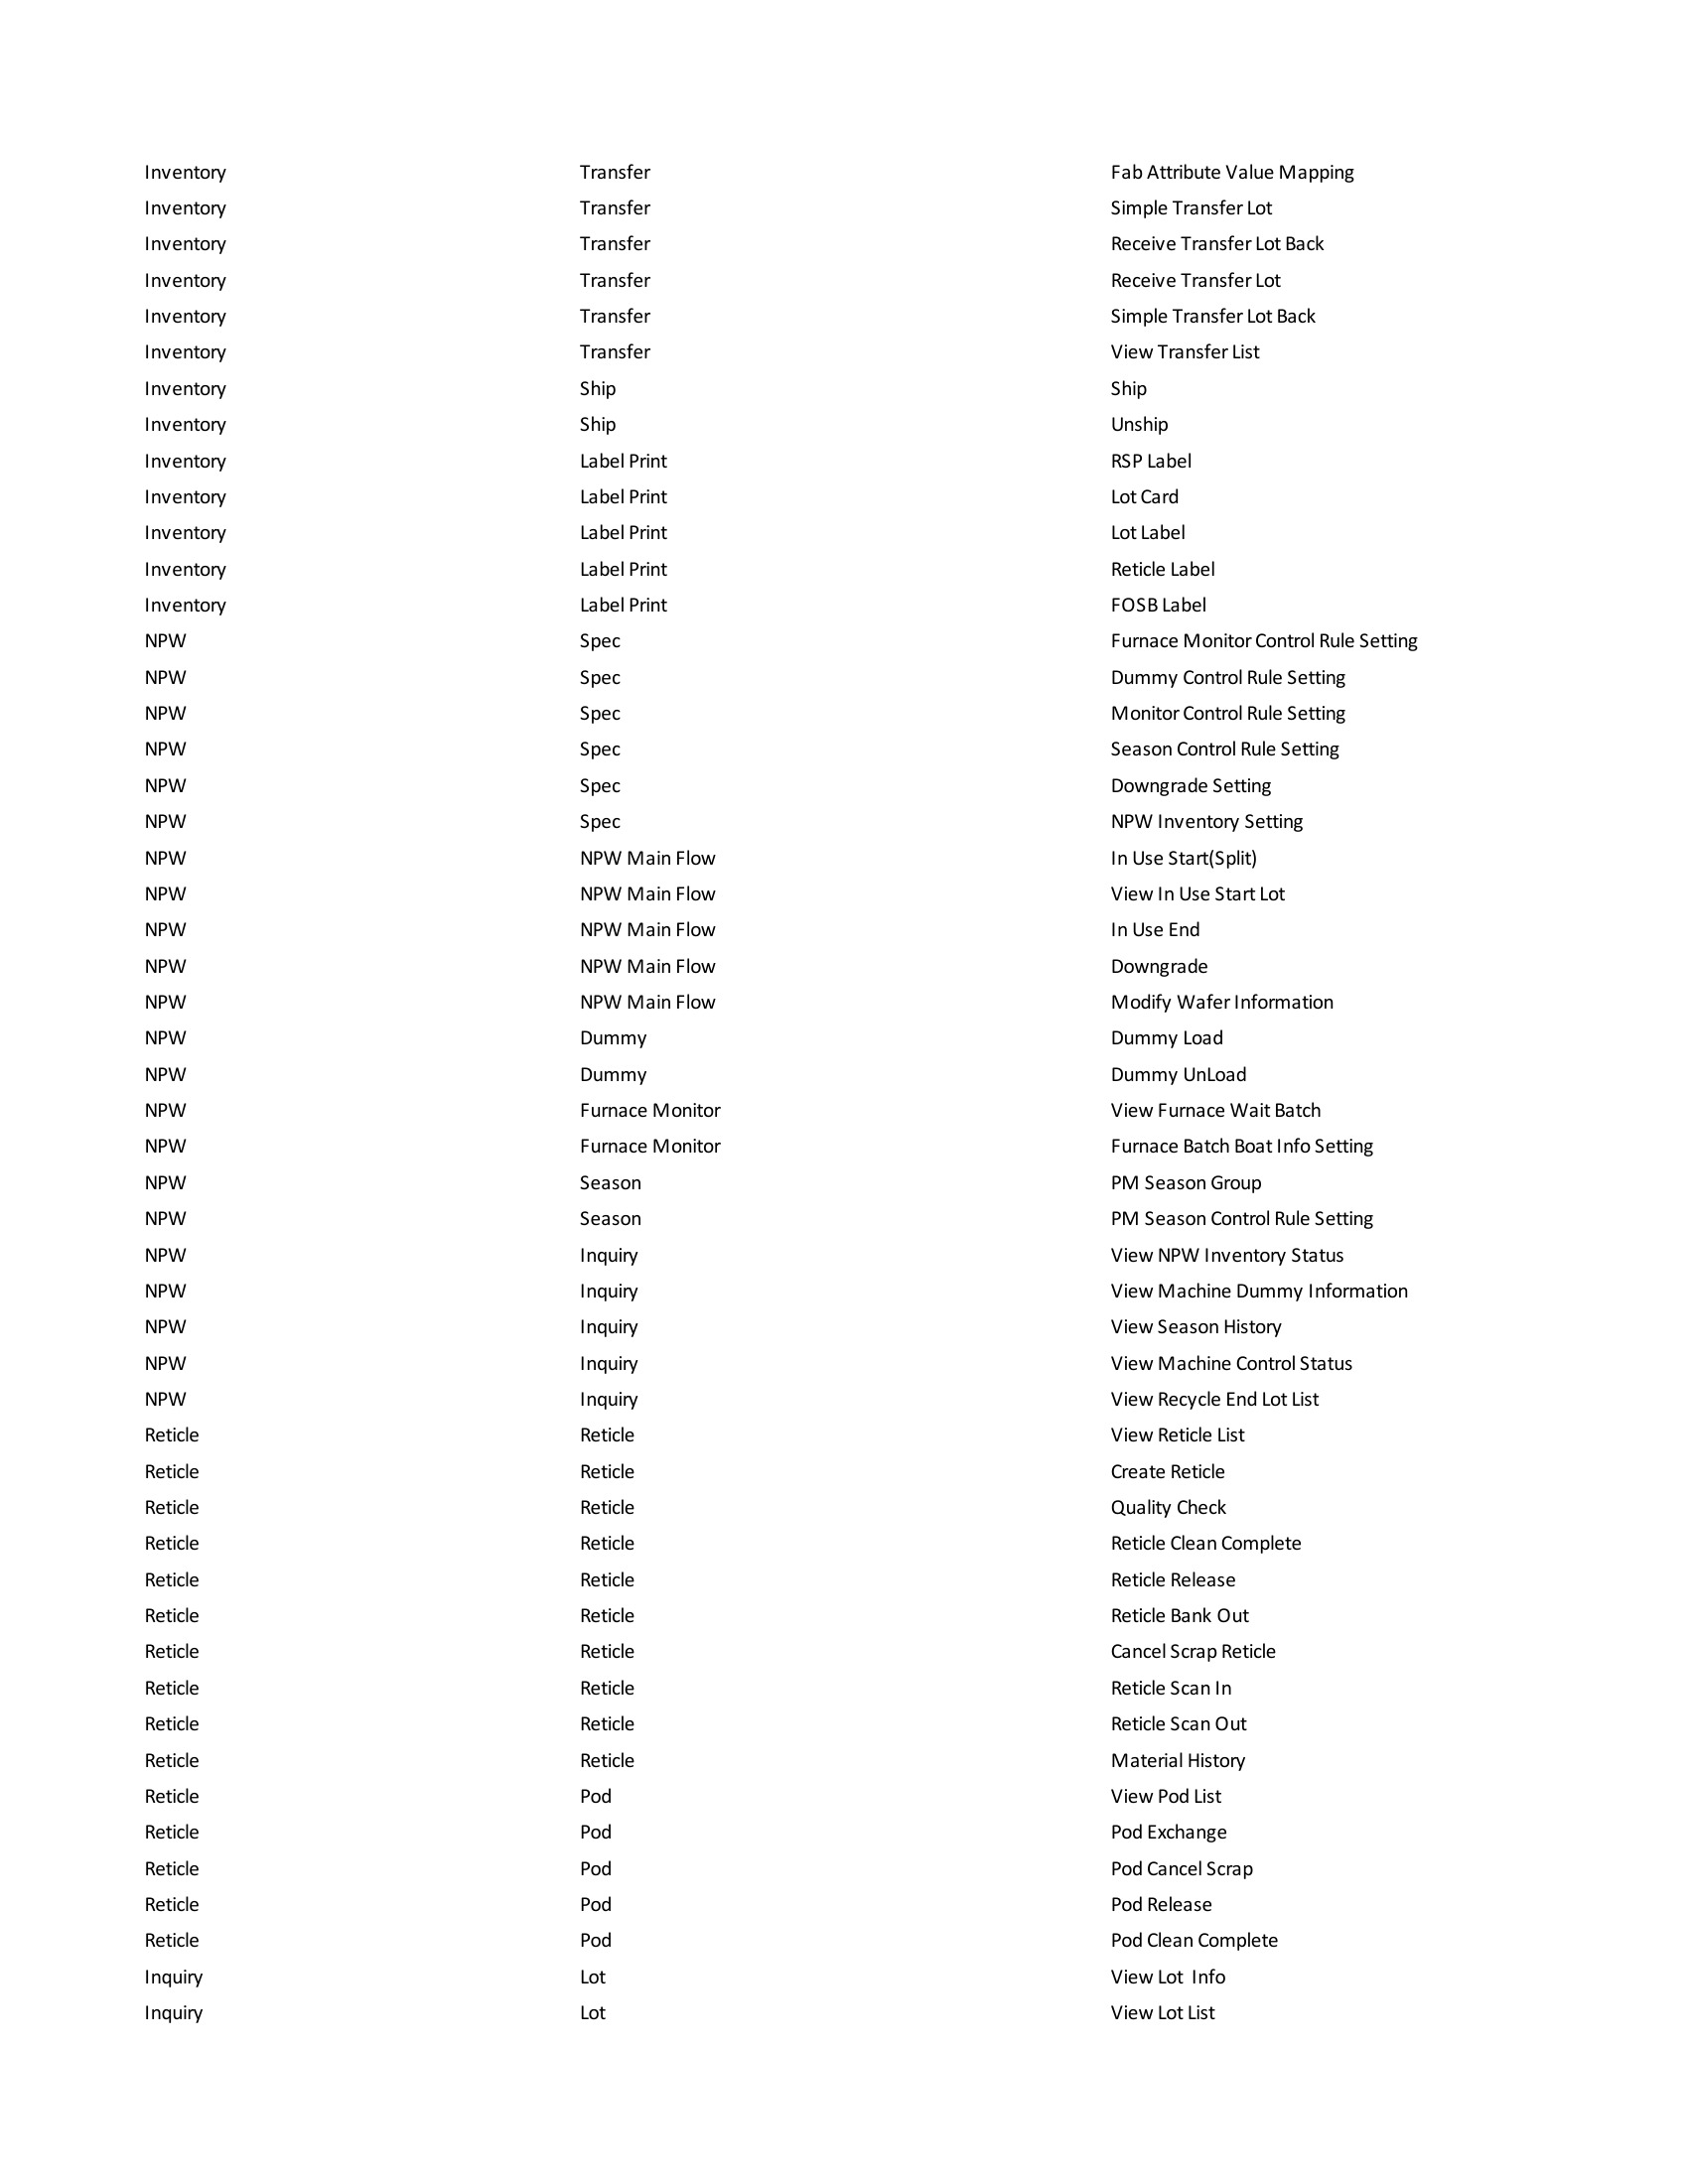 Inventory Transfer Fab Attribute Value Mapping
Inventory Transfer Simple Transfer Lot
Inventory Transfer Receive Transfer Lot Back
Inventory Transfer Receive Transfer Lot
Inventory Transfer Simple Transfer Lot Back
Inventory Transfer View Transfer List
Inventory Ship Ship
Inventory Ship Unship
Inventory Label Print RSP Label
Inventory Label Print Lot Card
Inventory Label Print Lot Label
Inventory Label Print Reticle Label
Inventory Label Print FOSB Label
NPW Spec Furnace Monitor Control Rule Setting
NPW Spec Dummy Control Rule Setting
NPW Spec Monitor Control Rule Setting
NPW Spec Season Control Rule Setting
NPW Spec Downgrade Setting
NPW Spec NPW Inventory Setting
NPW NPW Main Flow In Use Start(Split)
NPW NPW Main Flow View In Use Start Lot
NPW NPW Main Flow In Use End
NPW NPW Main Flow Downgrade
NPW NPW Main Flow Modify Wafer Information
NPW Dummy Dummy Load
NPW Dummy Dummy UnLoad
NPW Furnace Monitor View Furnace Wait Batch
NPW Furnace Monitor Furnace Batch Boat Info Setting
NPW Season PM Season Group
NPW Season PM Season Control Rule Setting
NPW Inquiry View NPW Inventory Status
NPW Inquiry View Machine Dummy Information
NPW Inquiry View Season History
NPW Inquiry View Machine Control Status
NPW Inquiry View Recycle End Lot List
Reticle Reticle View Reticle List
Reticle Reticle Create Reticle
Reticle Reticle Quality Check
Reticle Reticle Reticle Clean Complete
Reticle Reticle Reticle Release
Reticle Reticle Reticle Bank Out
Reticle Reticle Cancel Scrap Reticle
Reticle Reticle Reticle Scan In
Reticle Reticle Reticle Scan Out
Reticle Reticle Material History
Reticle Pod View Pod List
Reticle Pod Pod Exchange
Reticle Pod Pod Cancel Scrap
Reticle Pod Pod Release
Reticle Pod Pod Clean Complete
Inquiry Lot View Lot  Info
Inquiry Lot View Lot List